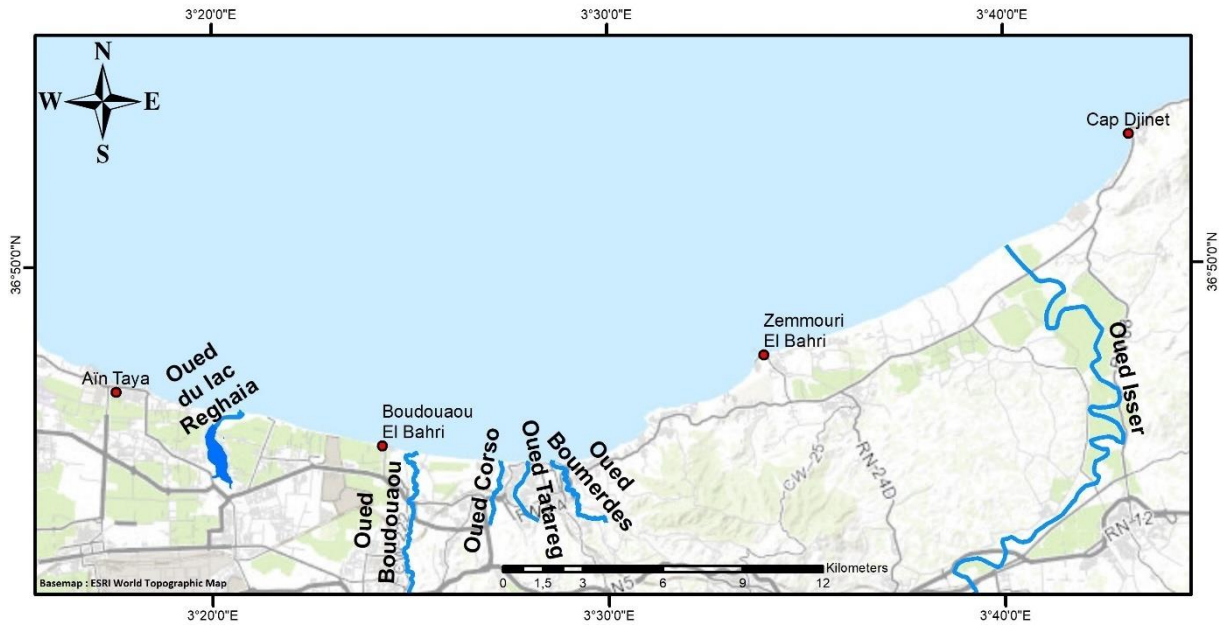 3°20'0"E
3°30'0"E
3°40'0"E
N
W
E
S
Cap Djinet
36°50'0"N
36°50'0"N
Zemmouri
El Bahri
Aïn Taya
Oued
du lac
Reghaia
Boudouaou
El Bahri
Oued
Boudouaou
Oued Corso
Oued Tatareg
Oued
Boumerdes
Oued Isser
CW-25
RN-24D
RN-12
N5
Kilometers
0
1,5
3
6
9
12
Basemap : ESRI World Topographic Map
3°20'0"E
3°30'0"E
3°40'0"E